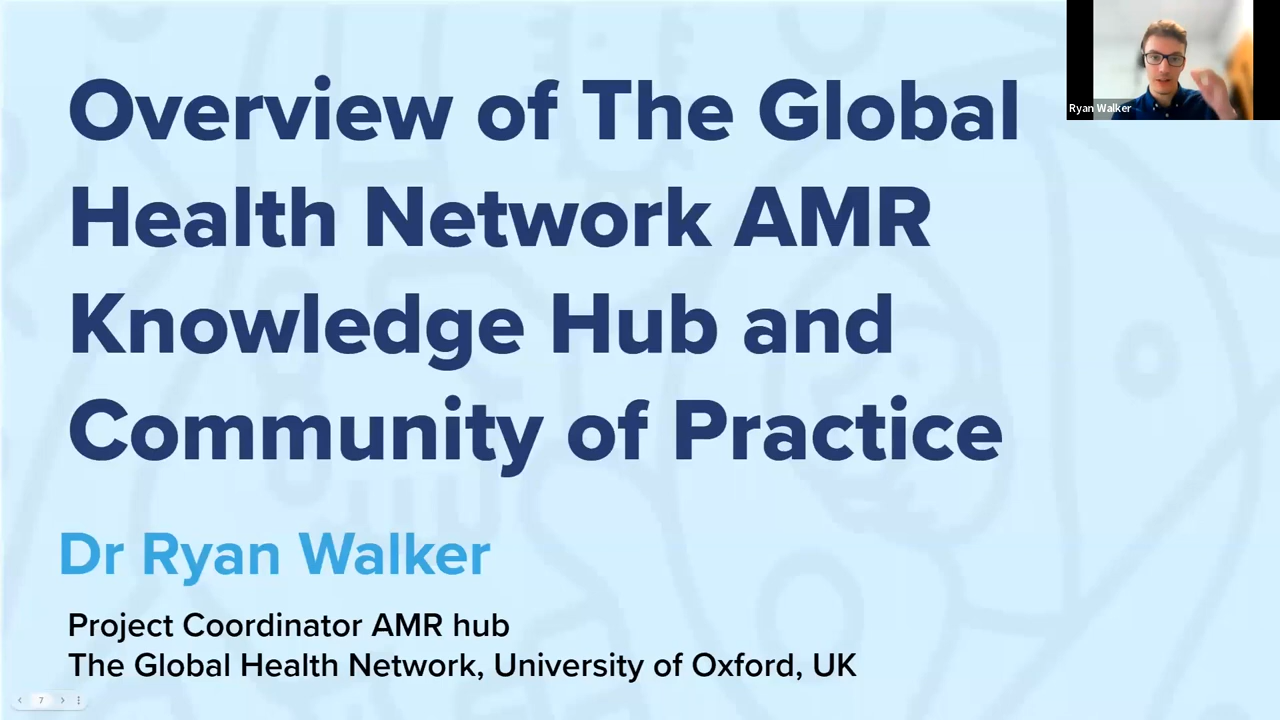 Overview of The Global
Health Network AMR
Knowledge Hub and
Community of Practice
Dr Ryan Walker
Project Coordinator AMR hub
The Global Health Network, University of Oxford, UK
Ryan Walker
7